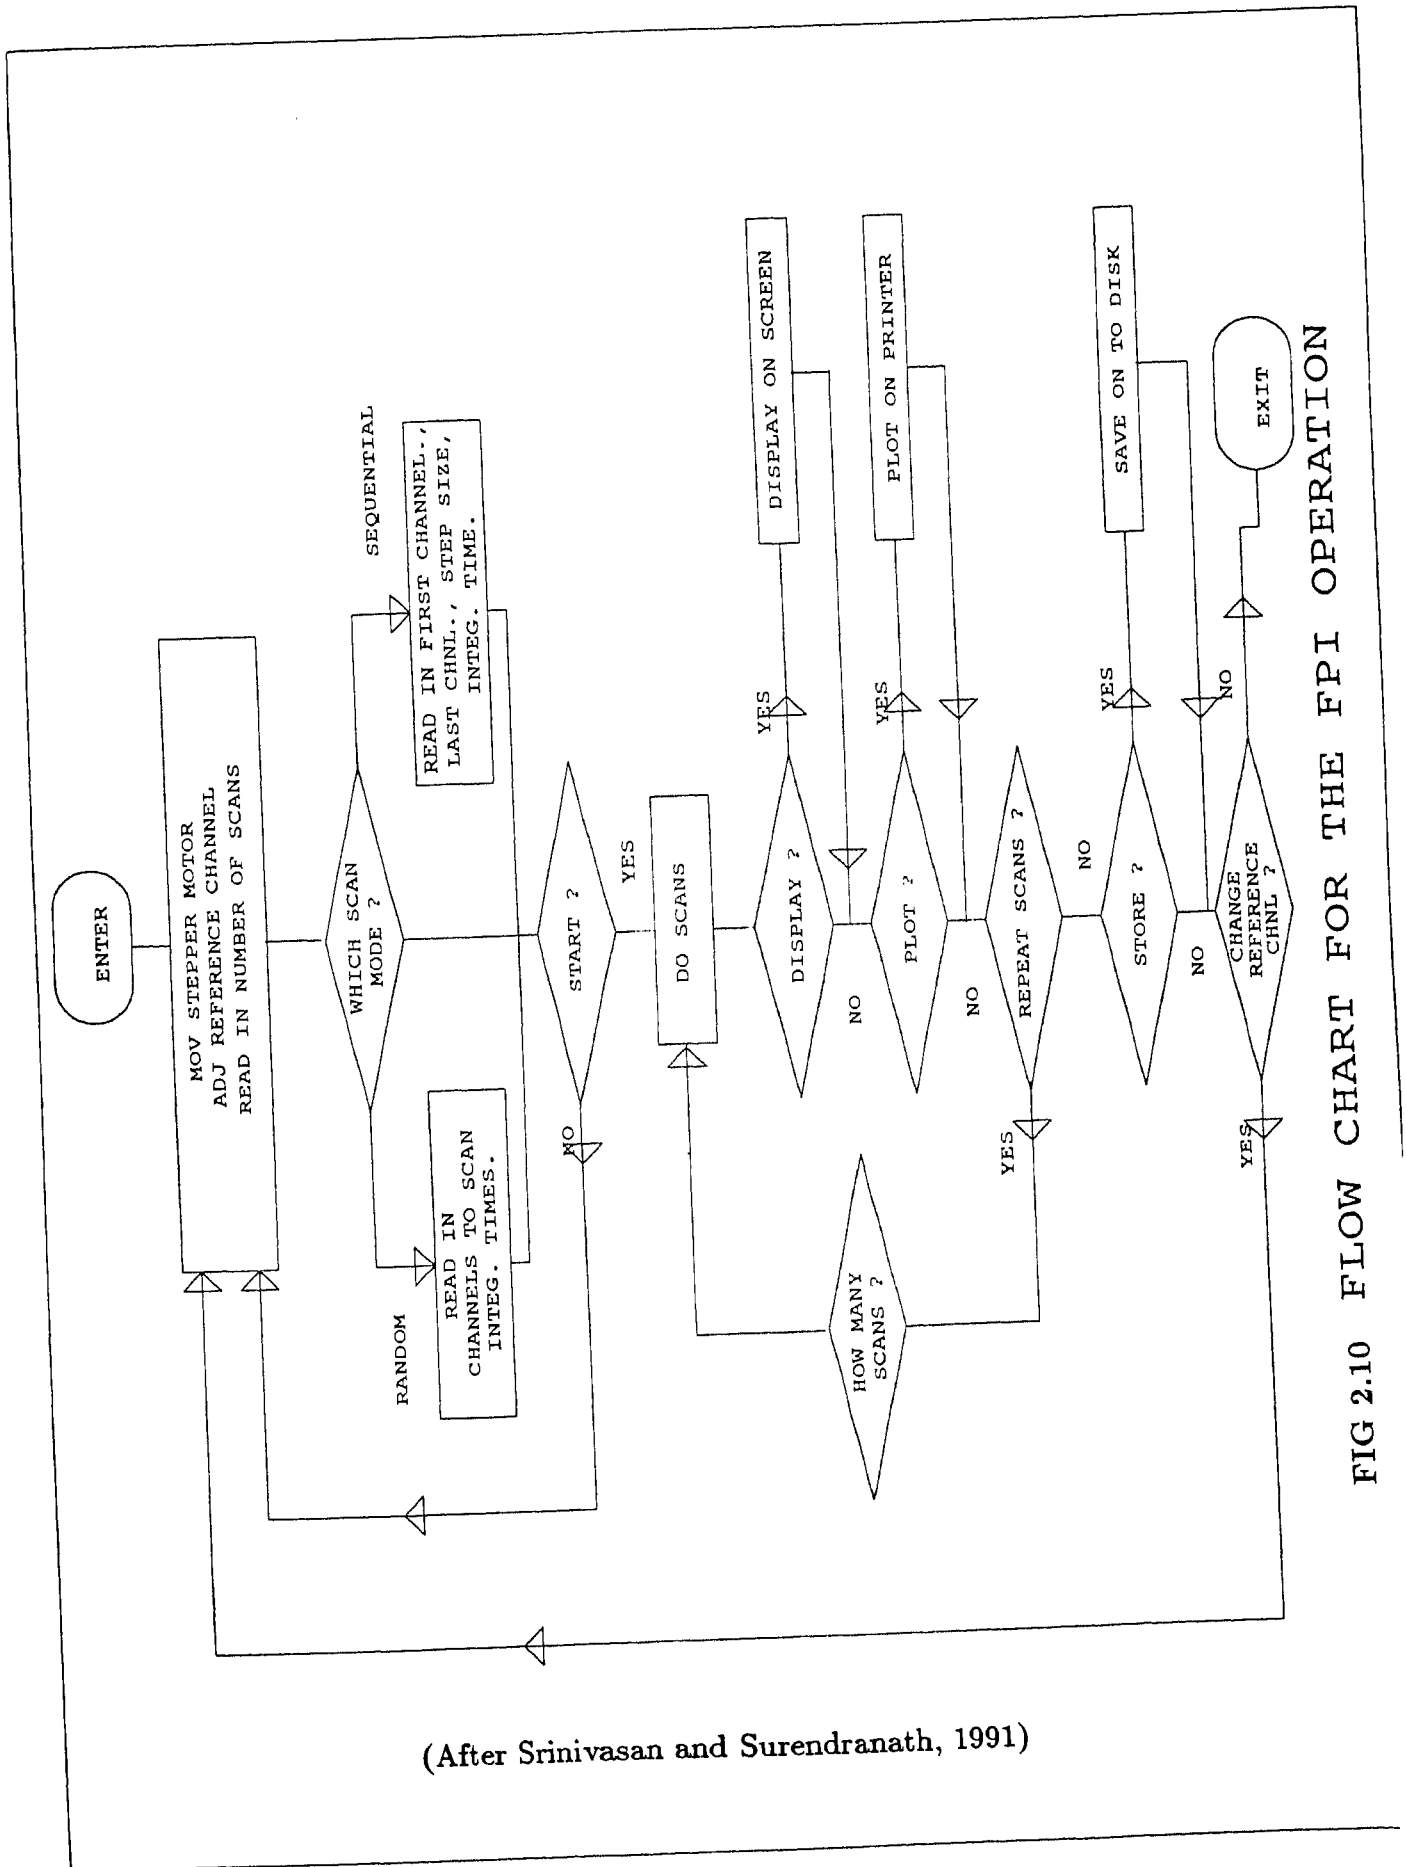 ENTER
MOV STEPPER MOTOR
ADJ REFERENCE CHANNEL
READ IN NUMBER OF SCANS
WHICH SCAN
MODE ?
SEQUENTIAL
READ IN FIRST CHANNEL.,
LAST CHNL., STEP SIZE,
INTEG. TIME.
RANDOM
READ IN
CHANNELS TO SCAN
INTEG. TIMES.
START ?
NO
YES
DO SCANS
DISPLAY ?
YES
DISPLAY ON SCREEN
NO
PLOT ?
YES
PLOT ON PRINTER
NO
REPEAT SCANS ?
YES
HOW MANY
SCANS ?
NO
STORE ?
YES
SAVE ON TO DISK
NO
CHANGE
REFERENCE
CHNL ?
YES
NO
EXIT
FIG 2.10 FLOW CHART FOR THE FPI OPERATION
(After Srinivasan and Surendranath, 1991)